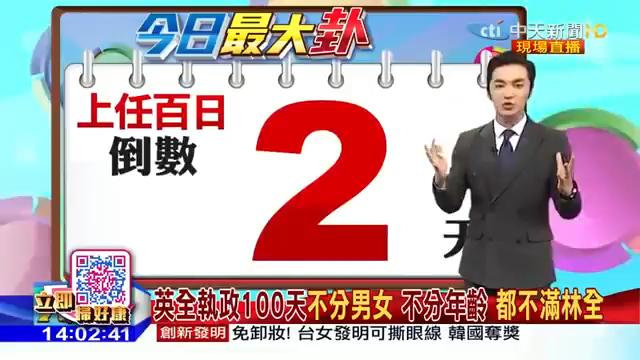 今日最大卦
cti 中天新聞HD
現場直播
上任百日
倒數
2
天
立即
掃好康
英全執政100天不分男女 不分年齡 都不滿林全
14:02:41
創新發明 免卸妝! 台女發明可撕眼線 韓國奪獎